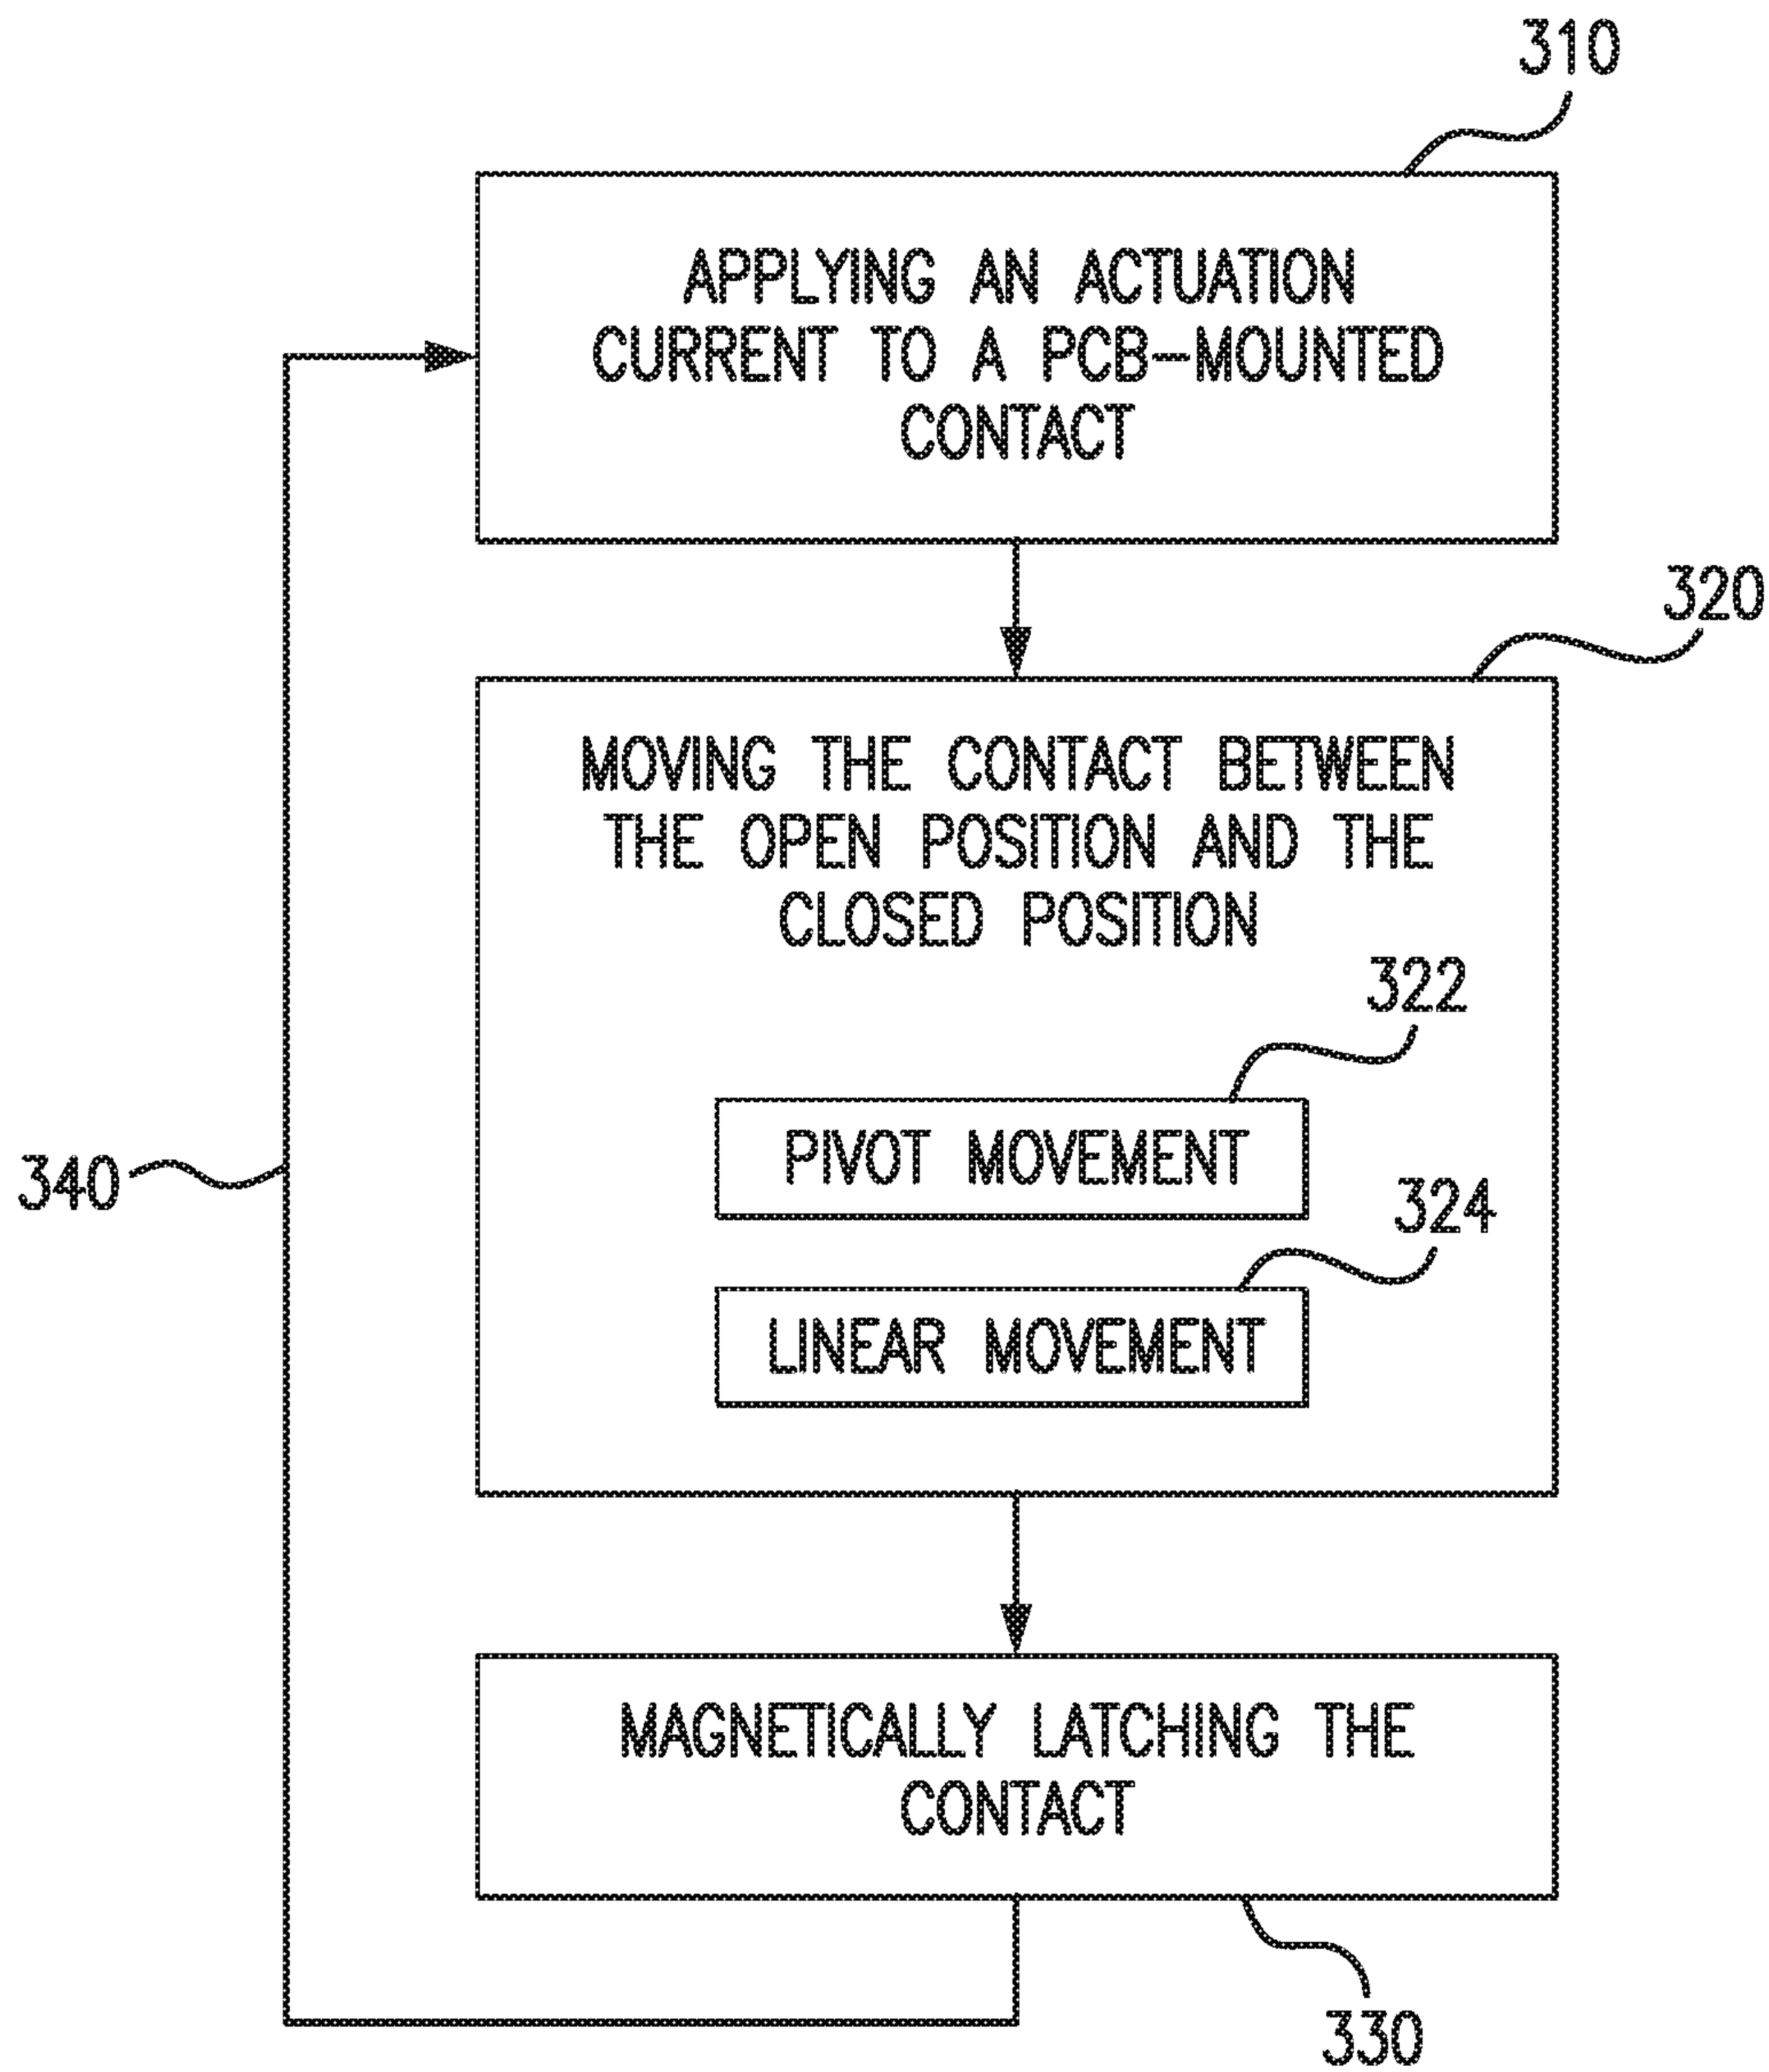 310
APPLYING AN ACTUATION
CURRENT TO A PCB-MOUNTED
CONTACT
320
MOVING THE CONTACT BETWEEN
THE OPEN POSITION AND THE
CLOSED POSITION
322
PIVOT MOVEMENT
340
324
LINEAR MOVEMENT
MAGNETICALLY LATCHING THE
CONTACT
330